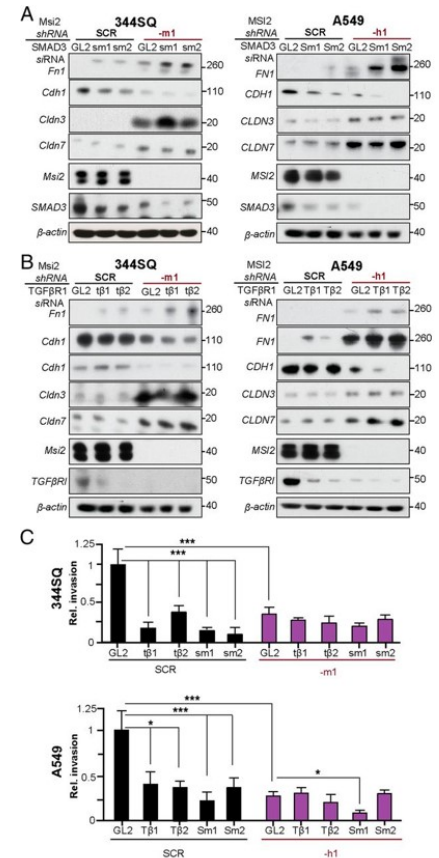 A
Msi2 344SQ
shRNA SCR -m1
SMAD3 GL2 sm1 sm2 GL2 sm1 sm2
siRNA
Fn1 260
Cdh1 110
Cldn3 20
Cldn7 20
Msi2 40
SMAD3 50
β-actin 40
MSI2 A549
shRNA SCR -h1
SMAD3 GL2 Sm1 Sm2 GL2 Sm1 Sm2
siRNA
FN1 260
CDH1 110
CLDN3 20
CLDN7 20
MSI2 40
SMAD3 50
β-actin 40
B
Msi2 344SQ
shRNA SCR -m1
TGFβR1 GL2 tβ1 tβ2 GL2 tβ1 tβ2
siRNA
Fn1 260
Cdh1 110
Cdh1 110
Cldn3 20
Cldn7 20
Msi2 40
TGFβRI 50
β-actin 40
MSI2 A549
shRNA SCR -h1
TGFβR1 GL2 Tβ1 Tβ2 GL2 Tβ1 Tβ2
siRNA
FN1 260
FN1 260
CDH1 110
CLDN3 20
CLDN7 20
MSI2 40
TGFβRI 50
β-actin 40
C
344SQ
Rel. invasion
1.25
1
0.5
0
***
***
GL2 tβ1 tβ2 sm1 sm2 GL2 tβ1 tβ2 sm1 sm2
SCR -m1
A549
Rel. invasion
1.25
1
0.5
0
***
***
*
*
GL2 Tβ1 Tβ2 Sm1 Sm2 GL2 Tβ1 Tβ2 Sm1 Sm2
SCR -h1